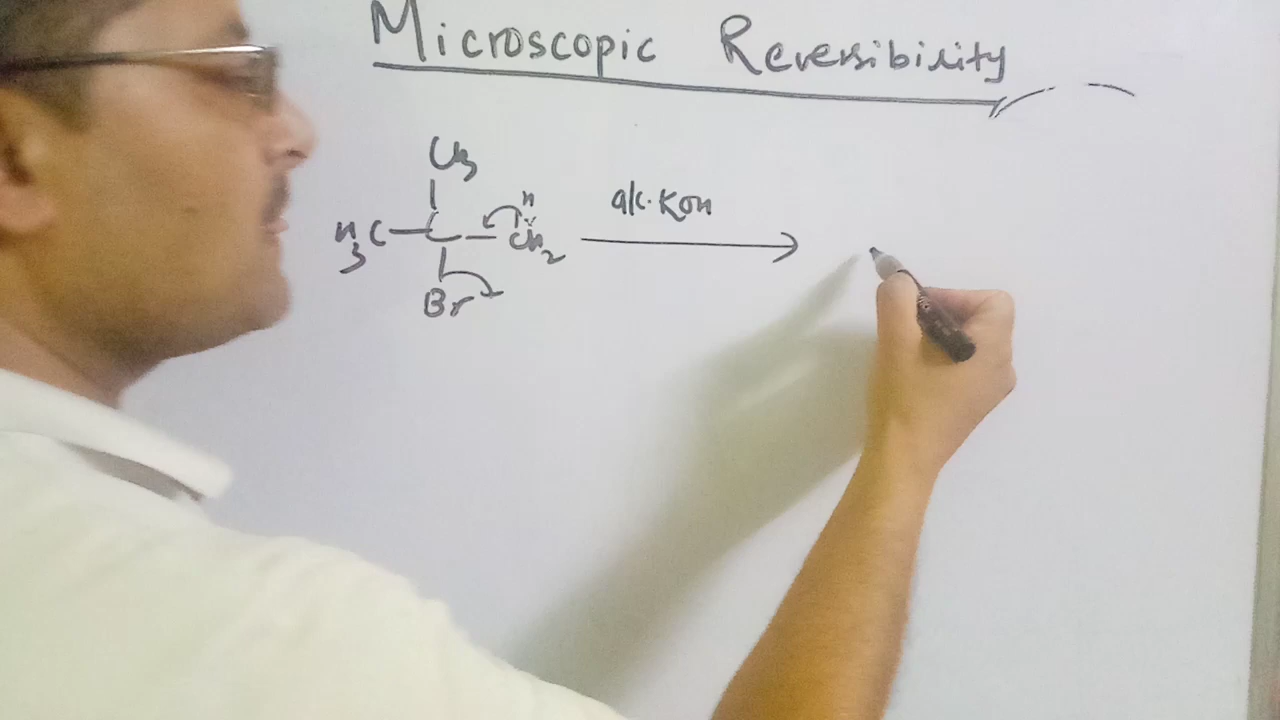 Microscopic Reversibility
CH3
H3C - C - CH2
H
Br
alc. KOH